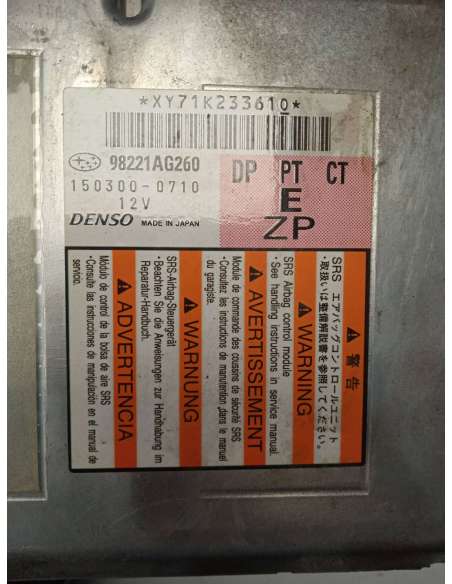 *XY71K233610*
98221AG260
150300-0710
12V
DENSO MADE IN JAPAN
DP PT CT
E
ZP
警告
SRS エアバッグコントロールユニット
・取扱いは整備解説書を参照してください。
WARNING
SRS Airbag control module
・See handling instructions in service manual.
AVERTISSEMENT
Module de commande des coussins de sécurité SRS
・Consultez les instructions de manutention dans le manuel
du garagiste.
WARNUNG
SRS-Airbag-Steuergerät
・Beachten Sie die Anweisungen zur Handhabung im
Reparatur-Handbuch.
ADVERTENCIA
Módulo de control de la bolsa de aire SRS
・Consulte las instrucciones de manipulación en el manual de
servicio.